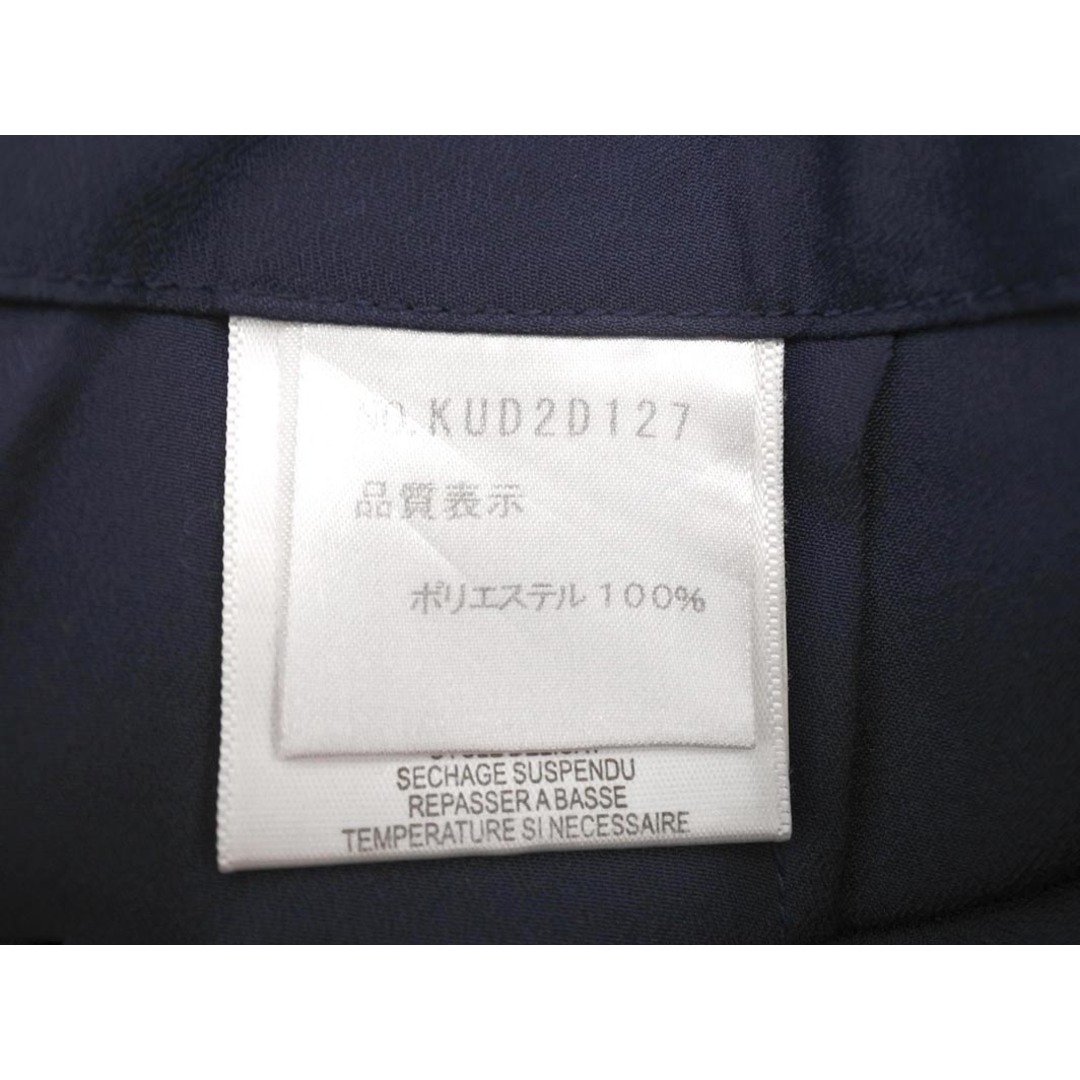 NO.KUD2D127
品質表示
ポリエステル 100%
SECHAGE SUSPENDU
REPASSER A BASSE
TEMPERATURE SI NECESSAIRE